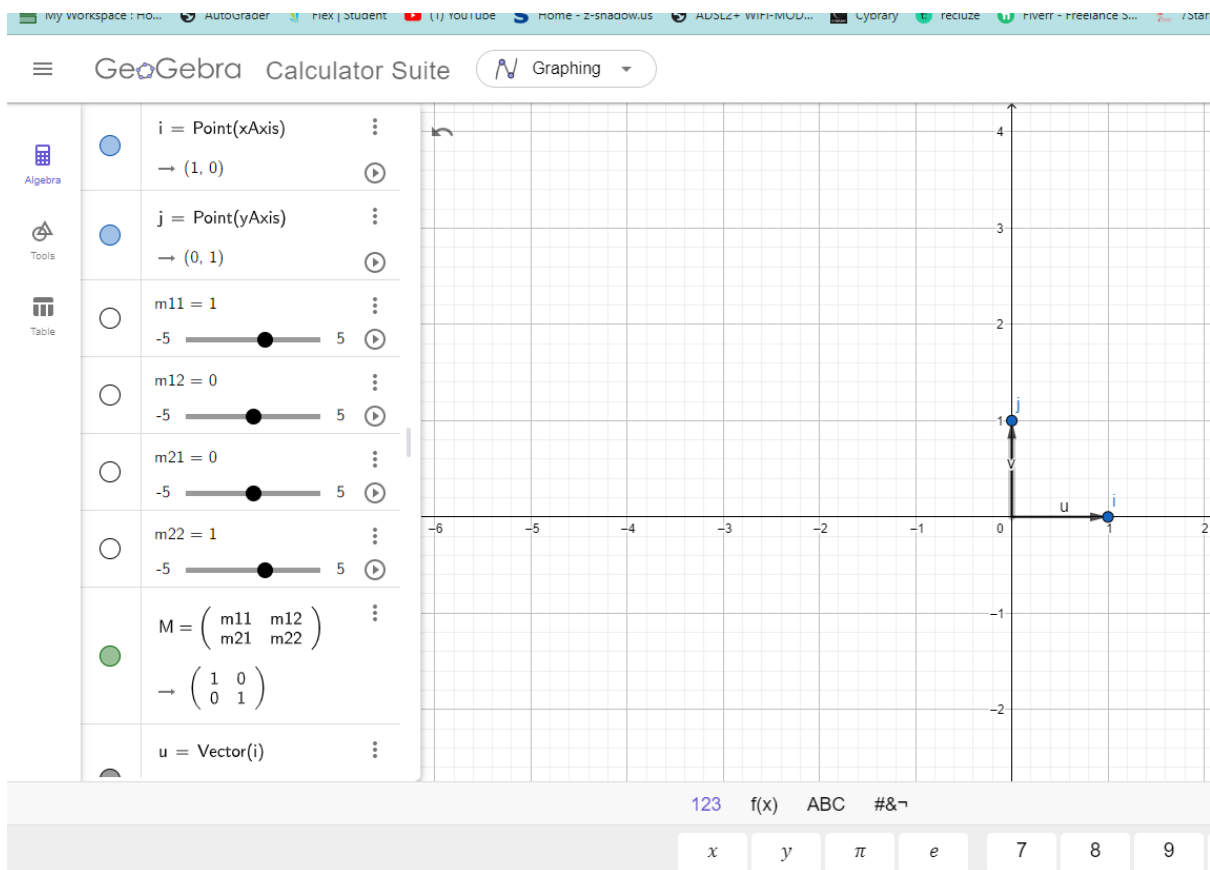 My Workspace : Ho... AutoGrader Flex | Student (1) YouTube Home - z-shadow.us ADSL2+ WIFI-MOD... Cybrary recluze Fiverr - Freelance S...
GeoGebra Calculator Suite Graphing
Algebra
Tools
Table
i = Point(xAxis)
→ (1, 0)
j = Point(yAxis)
→ (0, 1)
m11 = 1
-5 5
m12 = 0
-5 5
m21 = 0
-5 5
m22 = 1
-5 5
M = ( m11 m12
m21 m22 )
→ ( 1 0
0 1 )
u = Vector(i)
4
3
2
1 j
v
u i
−6 −5 −4 −3 −2 −1 0 1 2
−1
−2
123 f(x) ABC #&¬
x y π e 7 8 9